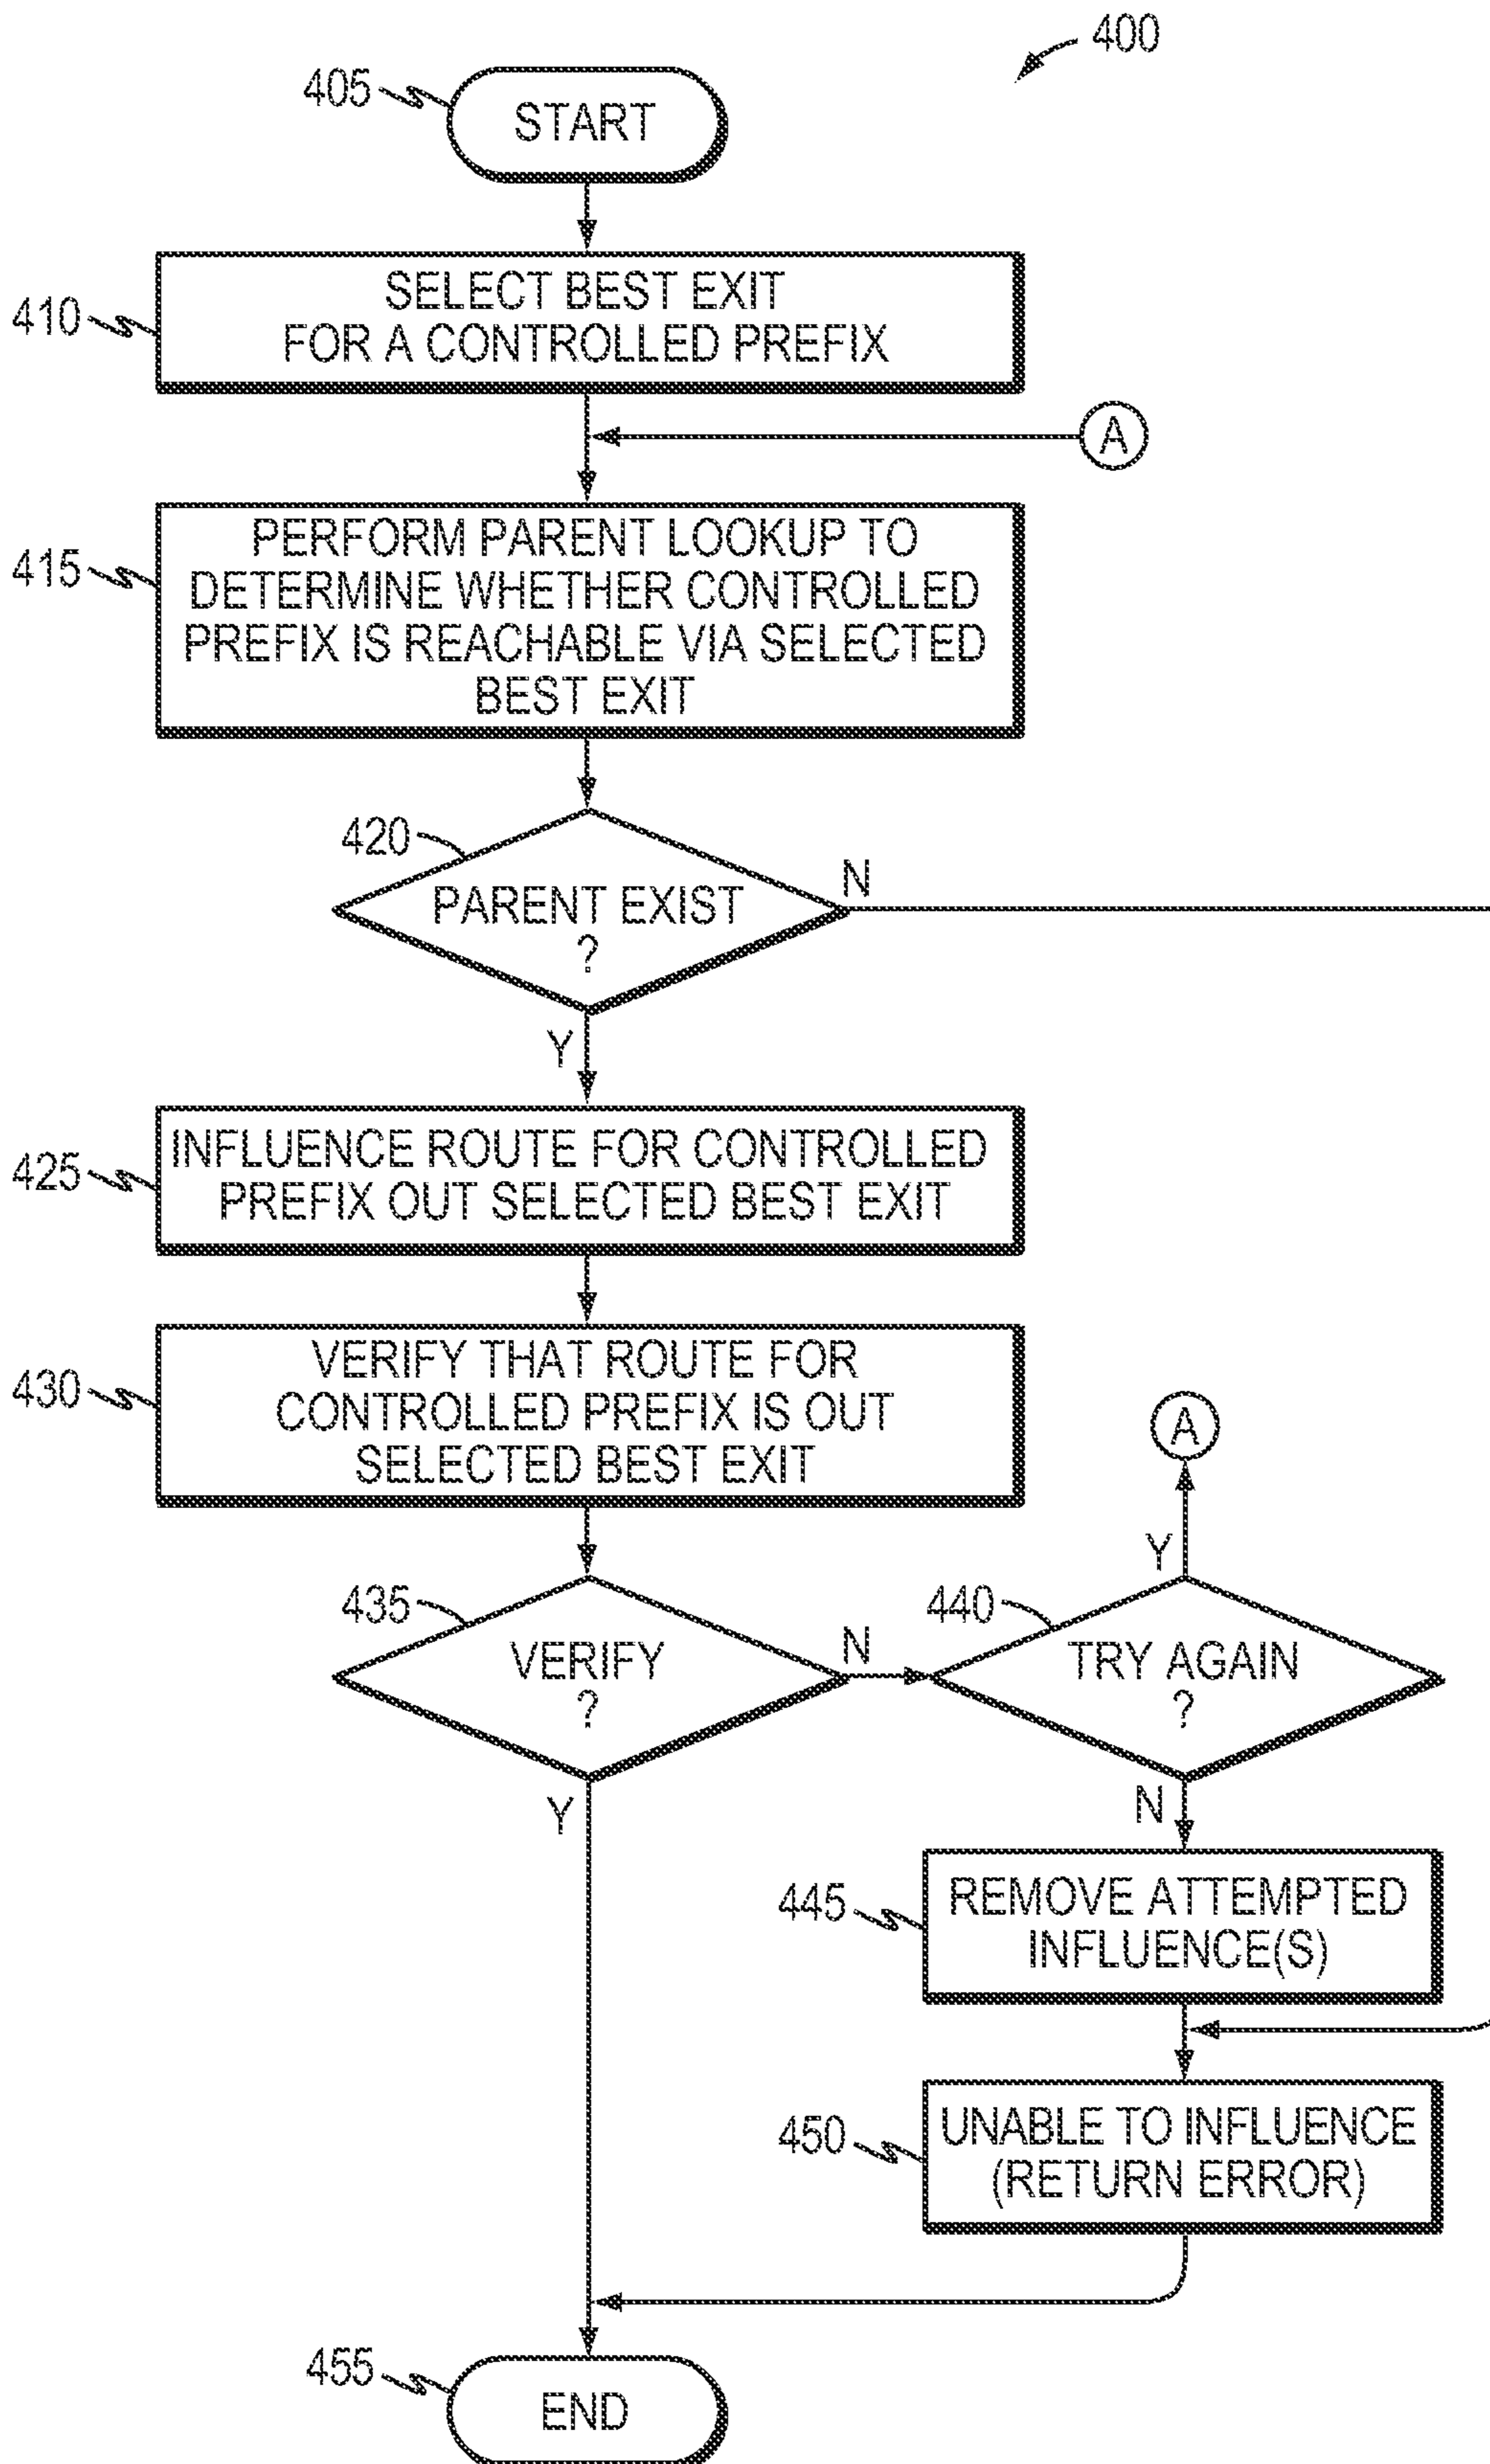 400
405
START
410
SELECT BEST EXIT
FOR A CONTROLLED PREFIX
A
415
PERFORM PARENT LOOKUP TO
DETERMINE WHETHER CONTROLLED
PREFIX IS REACHABLE VIA SELECTED
BEST EXIT
420
PARENT EXIST
?
N
Y
425
INFLUENCE ROUTE FOR CONTROLLED
PREFIX OUT SELECTED BEST EXIT
430
VERIFY THAT ROUTE FOR
CONTROLLED PREFIX IS OUT
SELECTED BEST EXIT
A
Y
435
VERIFY
?
N
440
TRY AGAIN
?
Y
N
445
REMOVE ATTEMPTED
INFLUENCE(S)
450
UNABLE TO INFLUENCE
(RETURN ERROR)
455
END